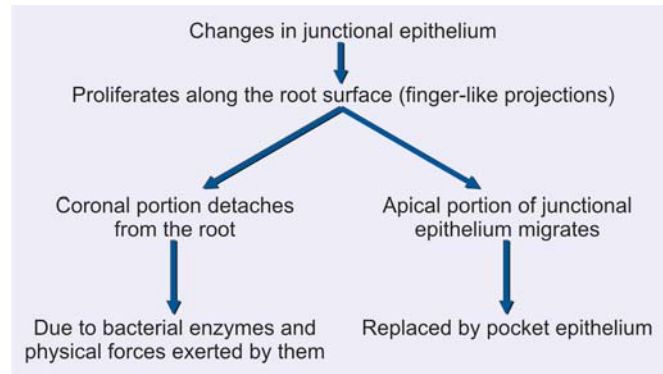 Changes in junctional epithelium
Proliferates along the root surface (finger-like projections)
Coronal portion detaches
from the root
Apical portion of junctional
epithelium migrates
Due to bacterial enzymes and
physical forces exerted by them
Replaced by pocket epithelium